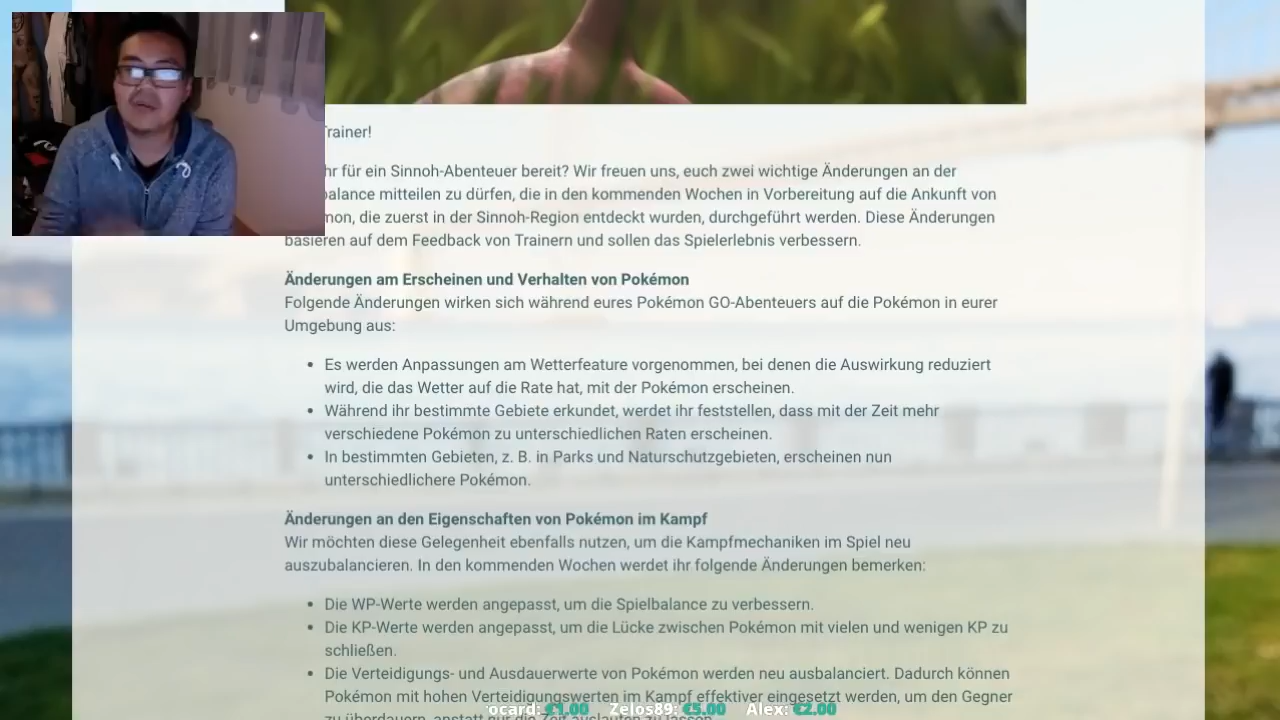 Trainer!
hr für ein Sinnoh-Abenteuer bereit? Wir freuen uns, euch zwei wichtige Änderungen an der
balance mitteilen zu dürfen, die in den kommenden Wochen in Vorbereitung auf die Ankunft von
mon, die zuerst in der Sinnoh-Region entdeckt wurden, durchgeführt werden. Diese Änderungen
basieren auf dem Feedback von Trainern und sollen das Spielerlebnis verbessern.
Änderungen am Erscheinen und Verhalten von Pokémon
Folgende Änderungen wirken sich während eures Pokémon GO-Abenteuers auf die Pokémon in eurer
Umgebung aus:
• Es werden Anpassungen am Wetterfeature vorgenommen, bei denen die Auswirkung reduziert
wird, die das Wetter auf die Rate hat, mit der Pokémon erscheinen.
• Während ihr bestimmte Gebiete erkundet, werdet ihr feststellen, dass mit der Zeit mehr
verschiedene Pokémon zu unterschiedlichen Raten erscheinen.
• In bestimmten Gebieten, z. B. in Parks und Naturschutzgebieten, erscheinen nun
unterschiedlichere Pokémon.
Änderungen an den Eigenschaften von Pokémon im Kampf
Wir möchten diese Gelegenheit ebenfalls nutzen, um die Kampfmechaniken im Spiel neu
auszubalancieren. In den kommenden Wochen werdet ihr folgende Änderungen bemerken:
• Die WP-Werte werden angepasst, um die Spielbalance zu verbessern.
• Die KP-Werte werden angepasst, um die Lücke zwischen Pokémon mit vielen und wenigen KP zu
schließen.
• Die Verteidigungs- und Ausdauerwerte von Pokémon werden neu ausbalanciert. Dadurch können
Pokémon mit hohen Verteidigungswerten im Kampf effektiver eingesetzt werden, um den Gegner
zu überdauern, anstatt nur die Zeit auslaufen zu lassen.
ocard: £1.00 Zelos89: €5.00 Alex: €2.00